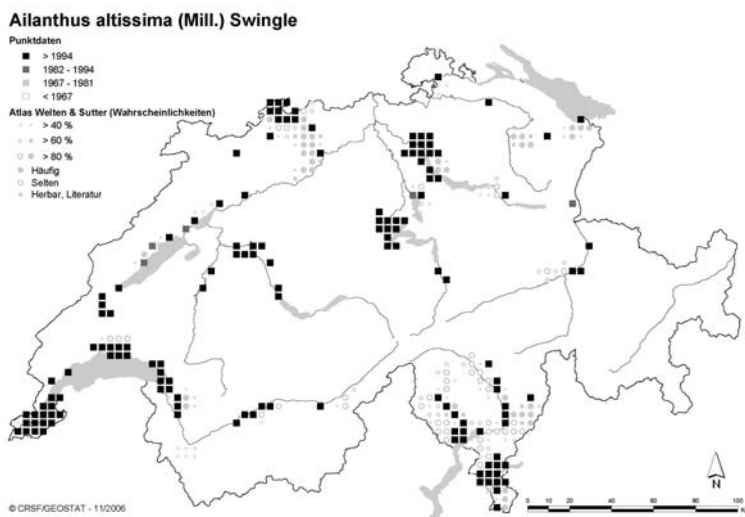 Ailanthus altissima (Mill.) Swingle
Punktdaten
> 1994
1982 - 1994
1967 - 1981
< 1967
Atlas Welten & Sutter (Wahrscheinlichkeiten)
> 40 %
> 60 %
> 80 %
Häufig
Selten
Herbar, Literatur
N
0 20 40 60 80 100
© CRSF/GEOSTAT - 11/2006